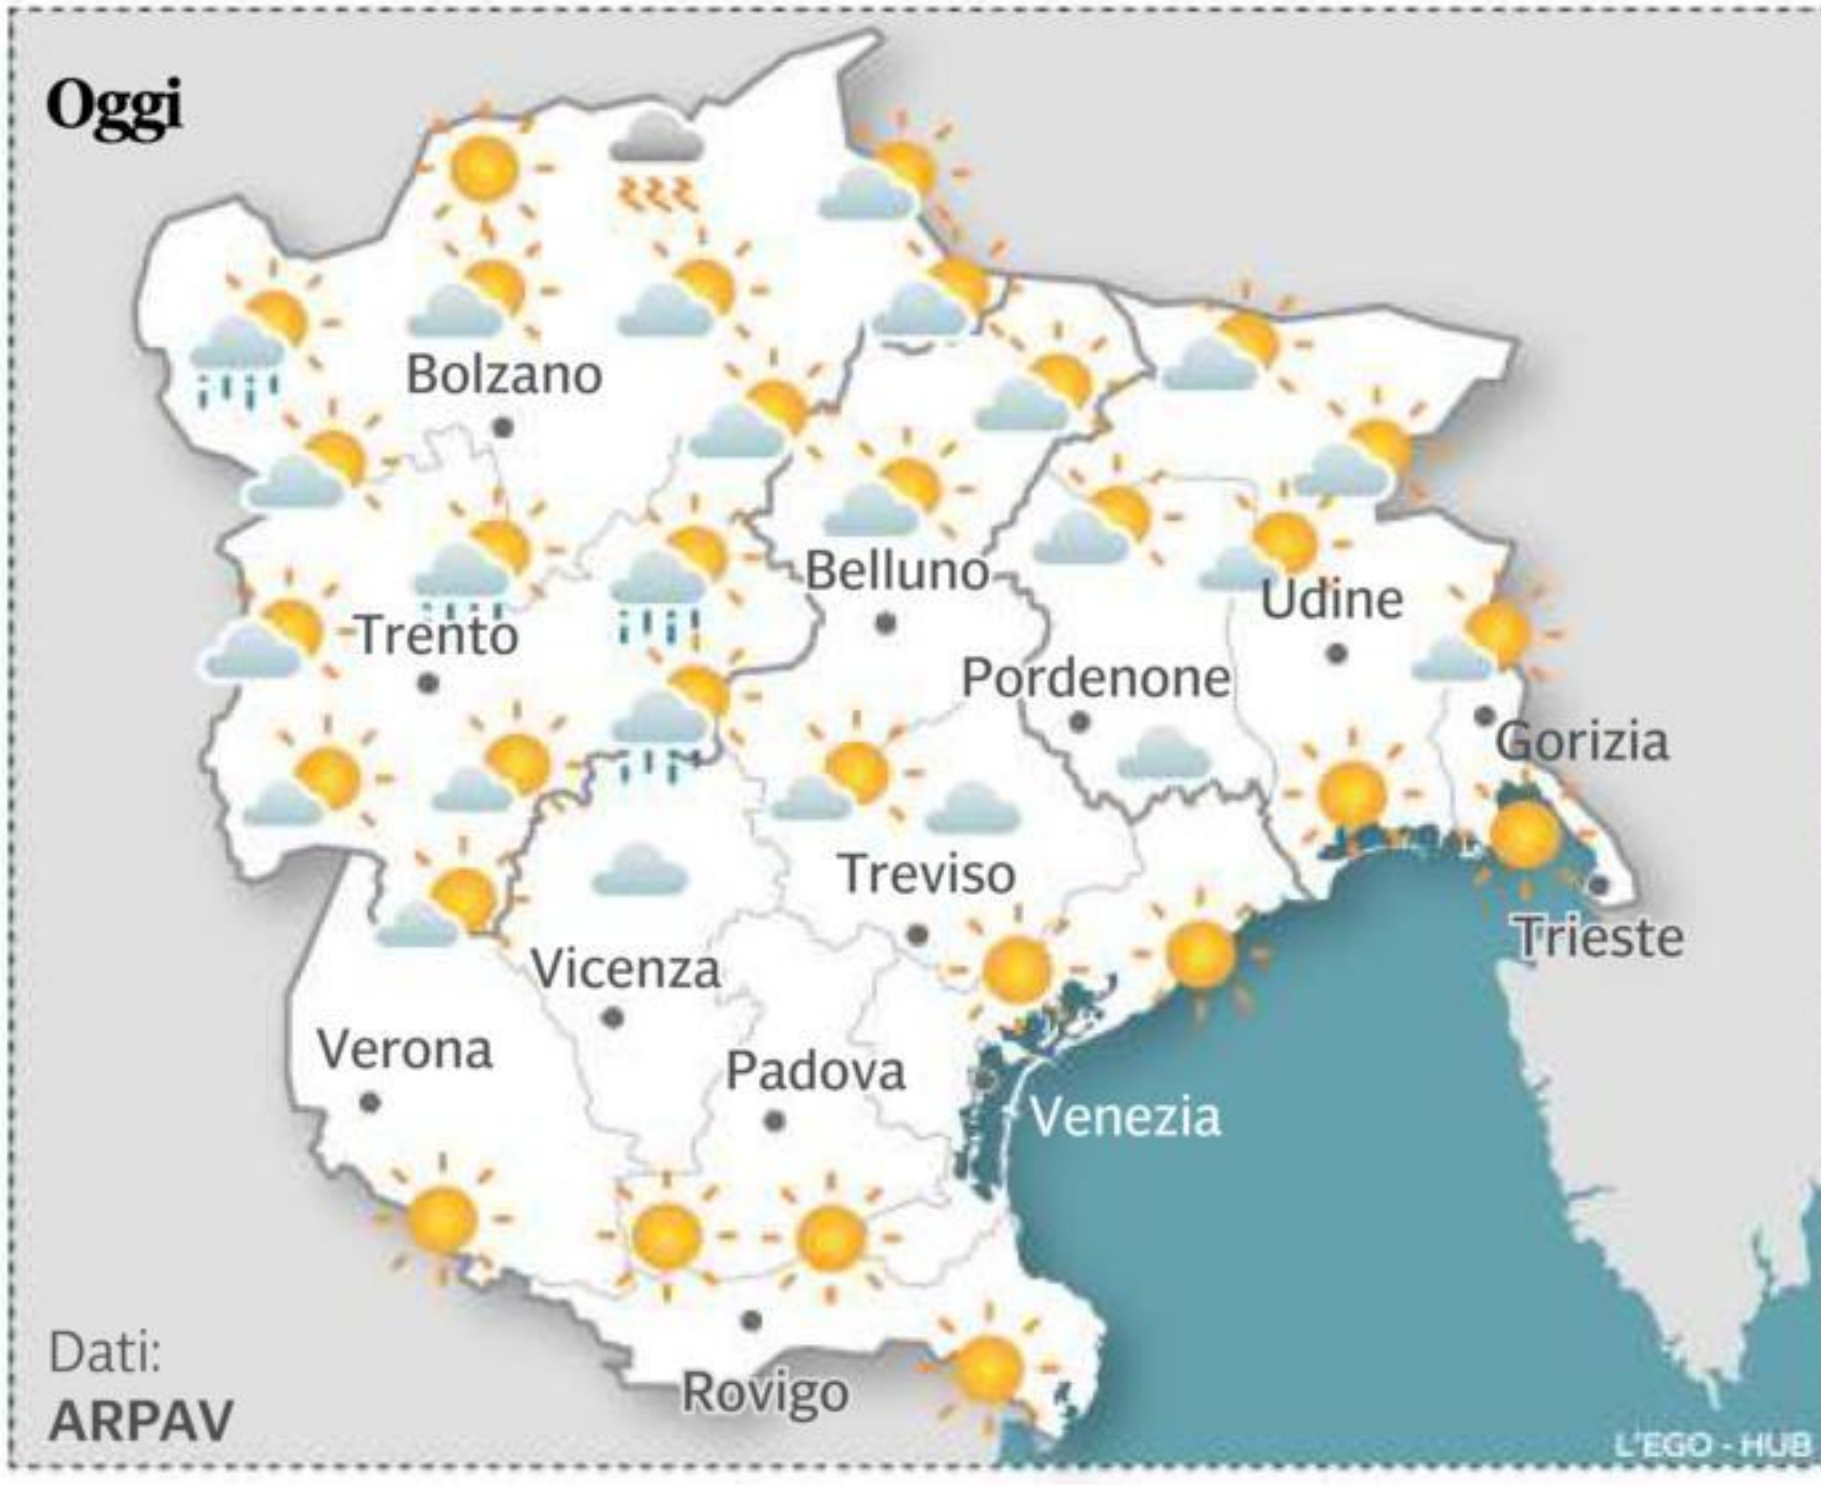 Oggi
Bolzano
Belluno
Udine
Trento
Pordenone
Gorizia
Treviso
Trieste
Vicenza
Verona
Padova
Venezia
Dati:
ARPAV
Rovigo
L'EGO - HUB